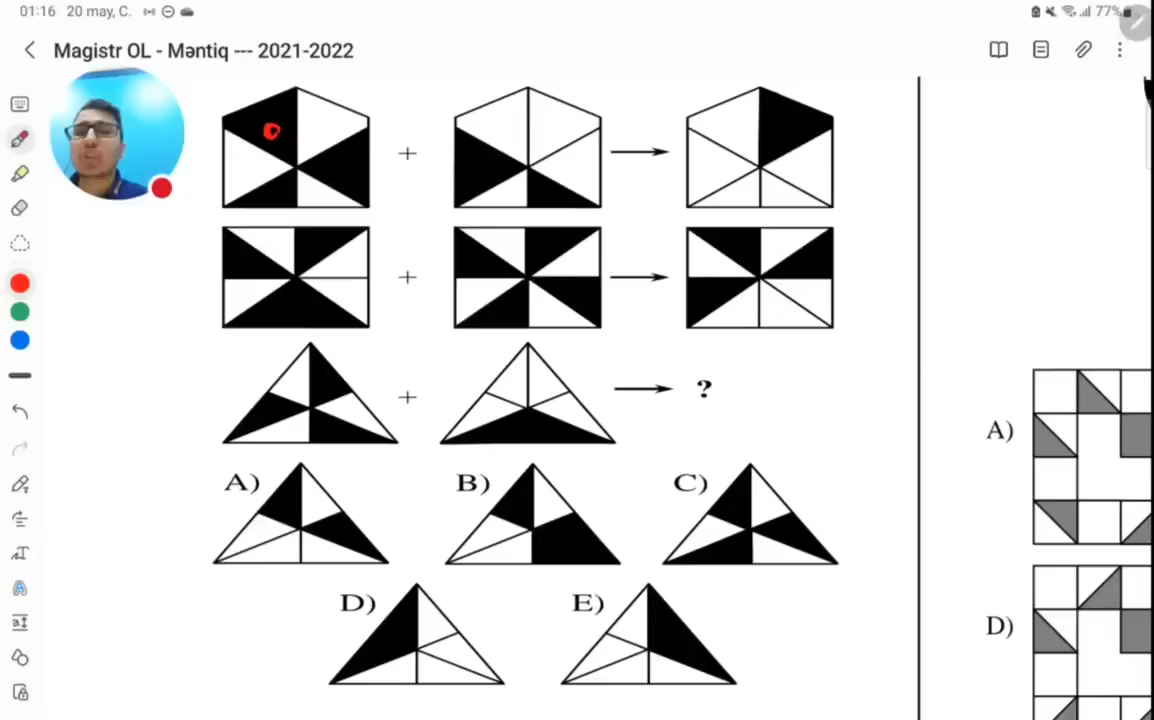 01:16 20 may, C.
77%
Magistr OL - Məntiq --- 2021-2022
+
+
+ ?
A) B) C)
D) E)
A)
D)